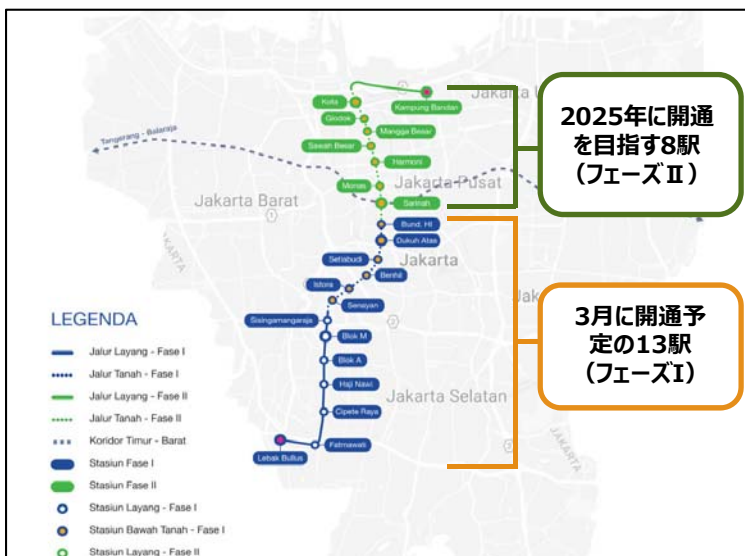 Kota
Kampung Bandan
Jakarta U
Glodok
Mangga Besar
Tangerang - Balaraja
Sawah Besar
Harmoni
Monas
Jakarta Pusat
Jakarta Barat
Sarinah
Bund. HI
Dukuh Atas
Setiabudi
Jakarta
Benhil
Istora
Senayan
Sisingamangaraja
Blok M
Blok A
Haji Nawi
Jakarta Selatan
Cipete Raya
Fatmawati
Lebak Bulus
2025年に開通
を目指す8駅
(フェーズⅡ)
3月に開通予
定の13駅
(フェーズI)
LEGENDA
Jalur Layang - Fase I
Jalur Tanah - Fase I
Jalur Layang - Fase II
Jalur Tanah - Fase II
Koridor Timur - Barat
Stasiun Fase I
Stasiun Fase II
Stasiun Layang - Fase I
Stasiun Bawah Tanah - Fase I
Stasiun Layang - Fase II